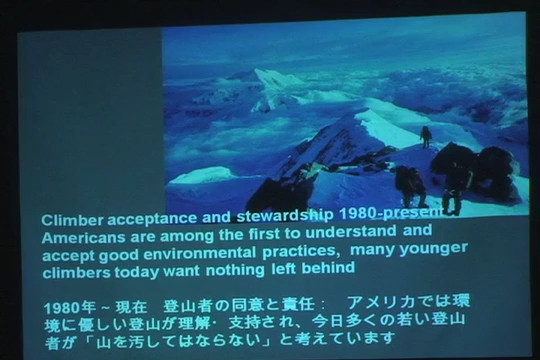 Climber acceptance and stewardship 1980-present
Americans are among the first to understand and
accept good environmental practices, many younger
climbers today want nothing left behind
1980年~現在 登山者の同意と責任： アメリカでは環
境に優しい登山が理解・支持され、今日多くの若い登山
者が「山を汚してはならない」と考えています